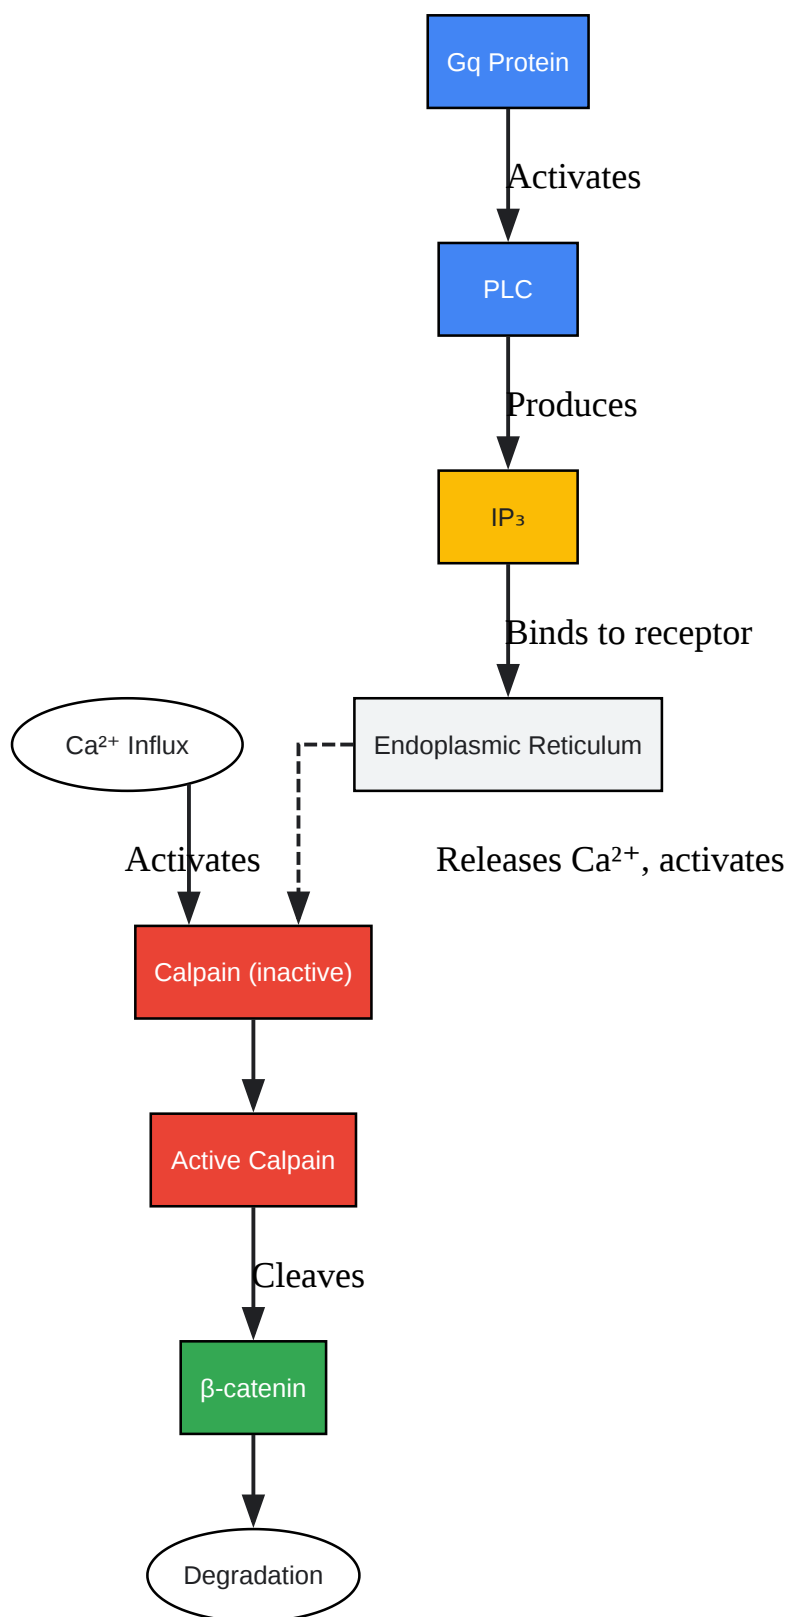 Gq Protein
Activates
PLC
Produces
IP₃
Binds to receptor
Ca²⁺ Influx
Endoplasmic Reticulum
Activates
Releases Ca²⁺, activates
Calpain (inactive)
Active Calpain
Cleaves
β-catenin
Degradation